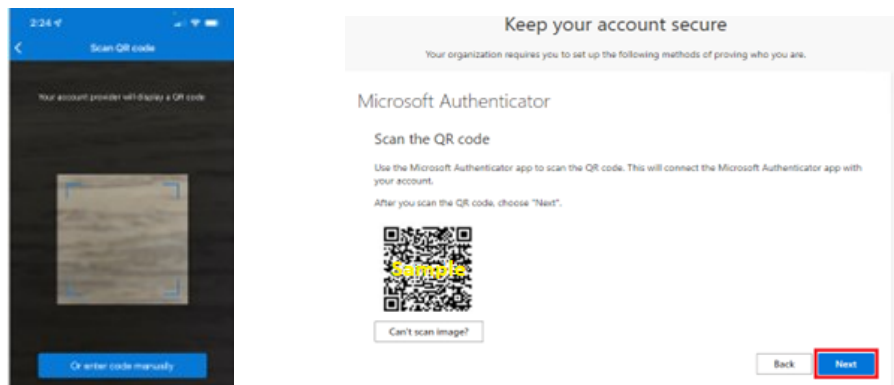 2:24
Scan QR code
Your account provider will display a QR code
Or enter code manually
Keep your account secure
Your organization requires you to set up the following methods of proving who you are.
Microsoft Authenticator
Scan the QR code
Use the Microsoft Authenticator app to scan the QR code. This will connect the Microsoft Authenticator app with
your account.
After you scan the QR code, choose "Next".
Sample
Can't scan image?
Back
Next